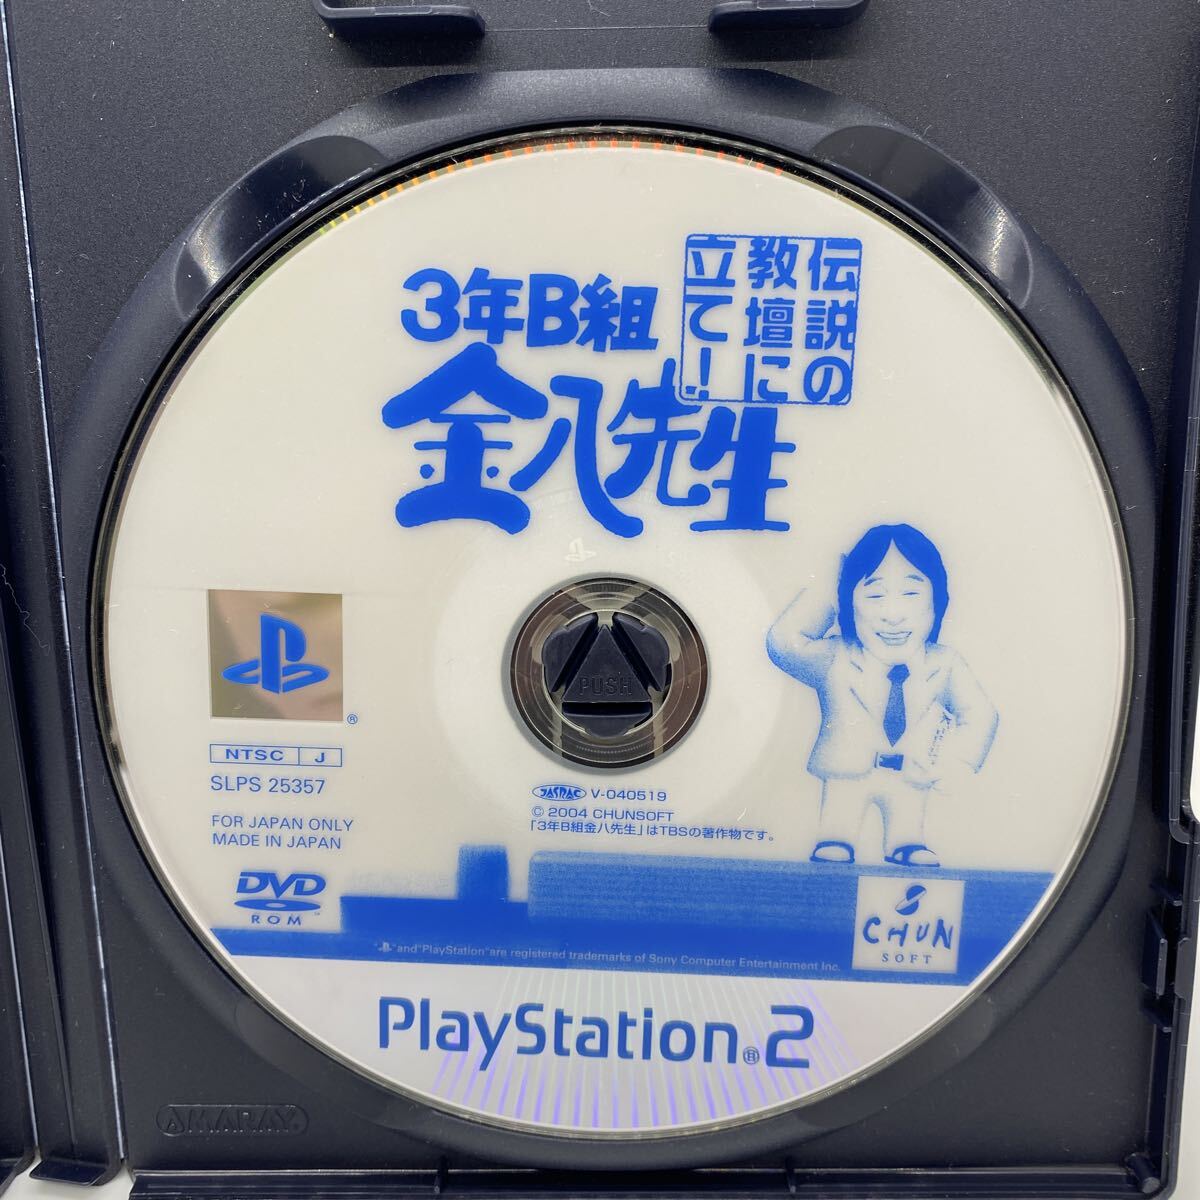 3年B組
金八先生
伝説の
教壇に
立て!
PUSH
®
NTSC J
SLPS 25357
FOR JAPAN ONLY
MADE IN JAPAN
DVD
ROM
JASRAC V-040519
© 2004 CHUNSOFT
「3年B組金八先生」はTBSの著作物です。
CHUN
SOFT
" " and "PlayStation" are registered trademarks of Sony Computer Entertainment Inc.
PlayStation®2
AMARAY